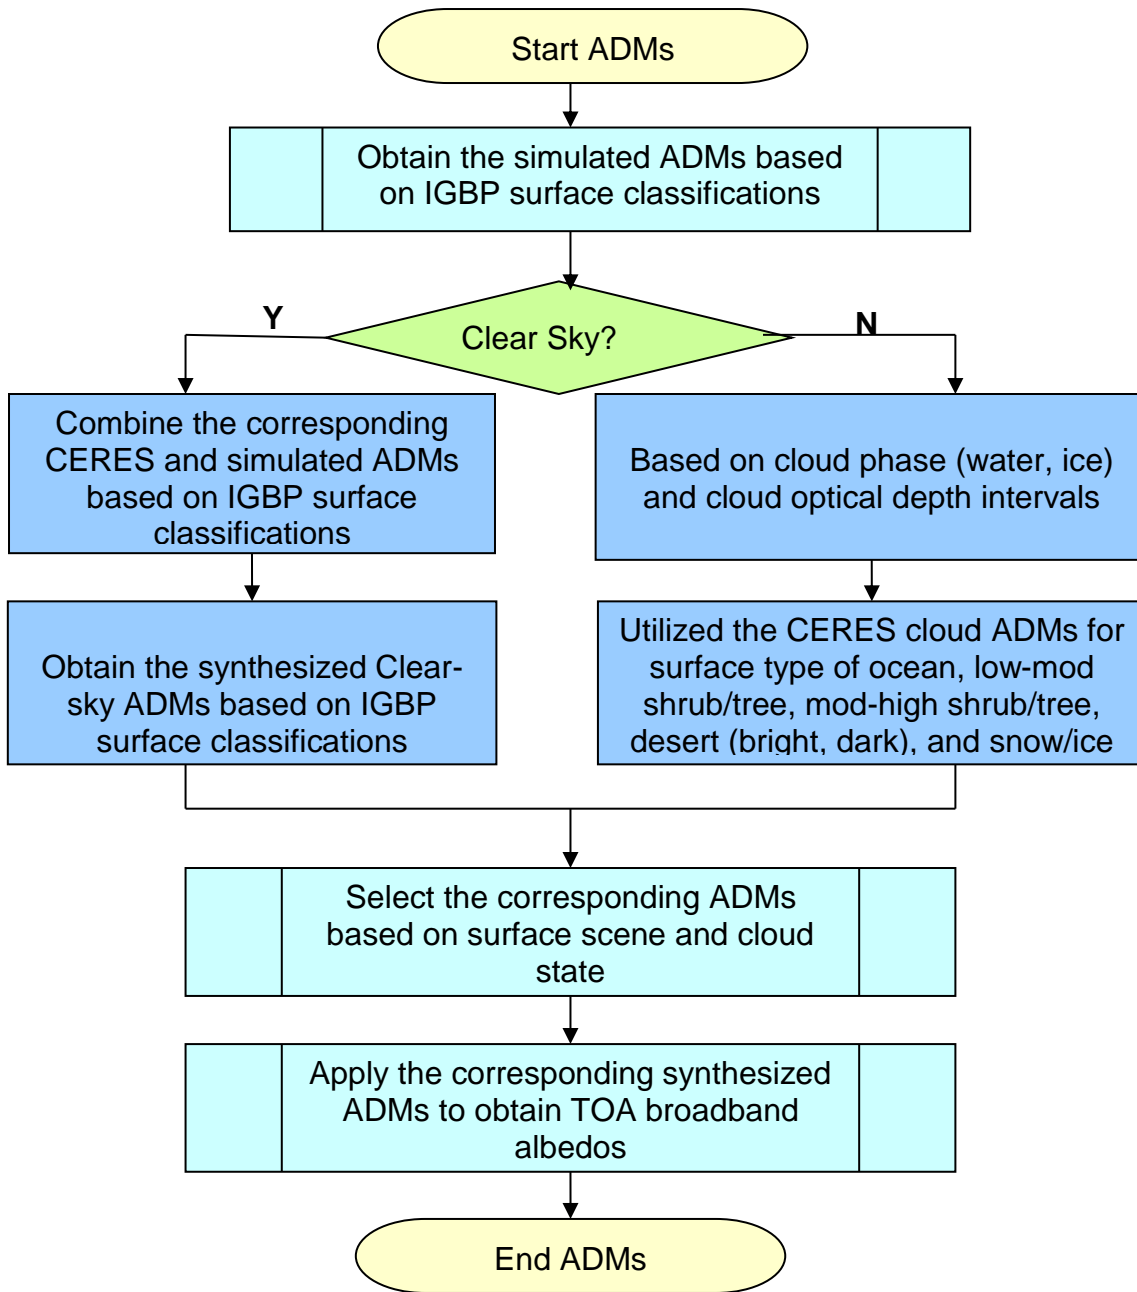 Start ADMs
Obtain the simulated ADMs based
on IGBP surface classifications
Clear Sky?
Y
N
Combine the corresponding
CERES and simulated ADMs
based on IGBP surface
classifications
Based on cloud phase (water, ice)
and cloud optical depth intervals
Obtain the synthesized Clear-
sky ADMs based on IGBP
surface classifications
Utilized the CERES cloud ADMs for
surface type of ocean, low-mod
shrub/tree, mod-high shrub/tree,
desert (bright, dark), and snow/ice
Select the corresponding ADMs
based on surface scene and cloud
state
Apply the corresponding synthesized
ADMs to obtain TOA broadband
albedos
End ADMs